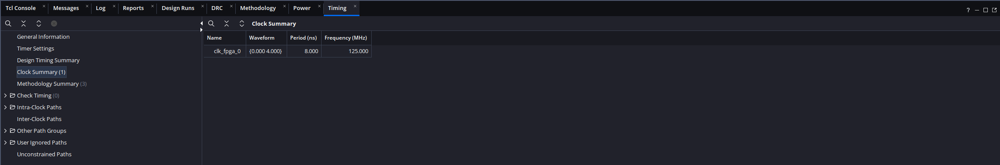 Tcl Console × Messages × Log × Reports × Design Runs × DRC × Methodology × Power × Timing ×
? 
Clock Summary
General Information
Timer Settings
Design Timing Summary
Clock Summary (1)
Methodology Summary (3)
Check Timing (0)
Intra-Clock Paths
Inter-Clock Paths
Other Path Groups
User Ignored Paths
Unconstrained Paths
Name Waveform Period (ns) Frequency (MHz)
clk_fpga_0 {0.000 4.000} 8.000 125.000